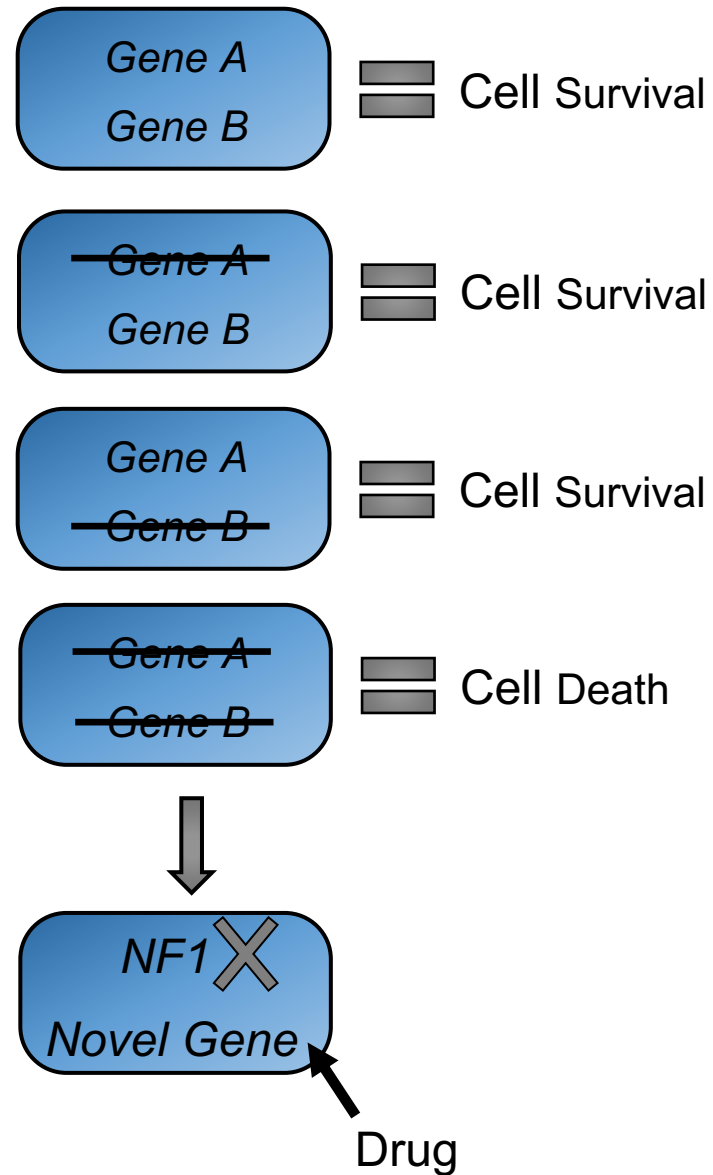 Gene A
Gene B
Cell Survival
Gene A
Gene B
Cell Survival
Gene A
Gene B
Cell Survival
Gene A
Gene B
Cell Death
NF1
Novel Gene
Drug